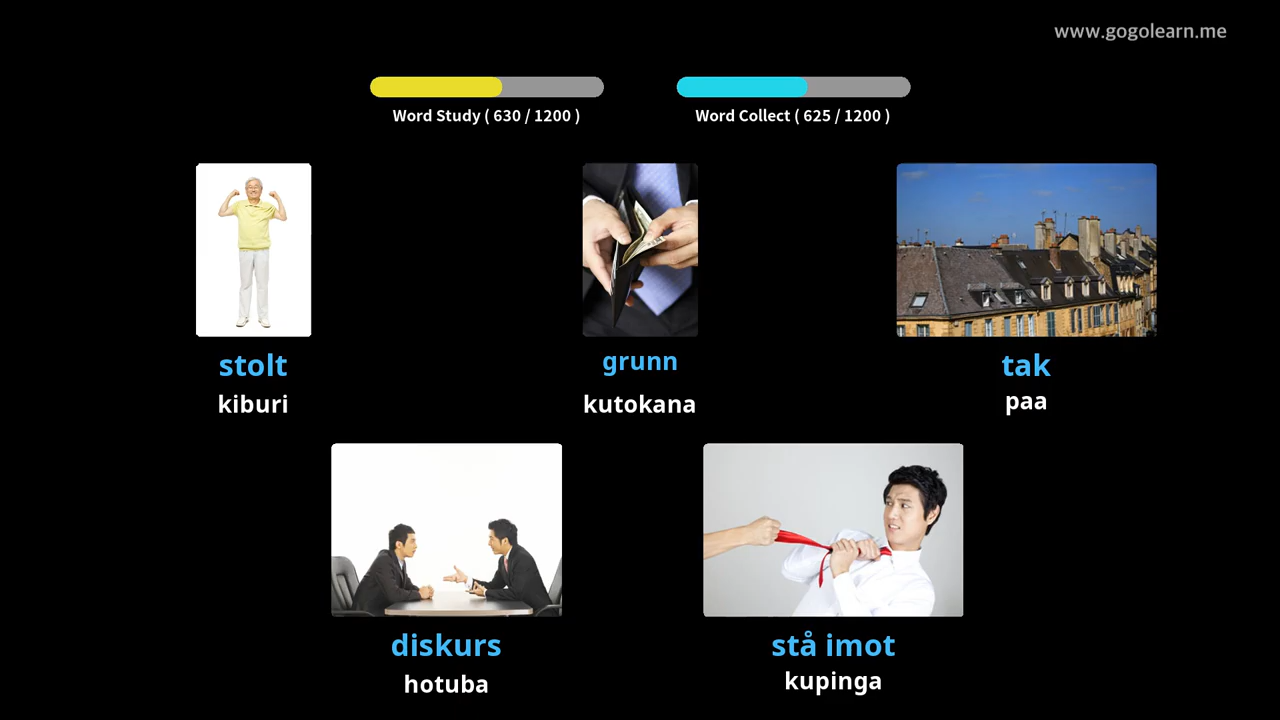 www.gogolearn.me
Word Study ( 630 / 1200 )
Word Collect ( 625 / 1200 )
stolt
kiburi
grunn
kutokana
tak
paa
diskurs
hotuba
stå imot
kupinga